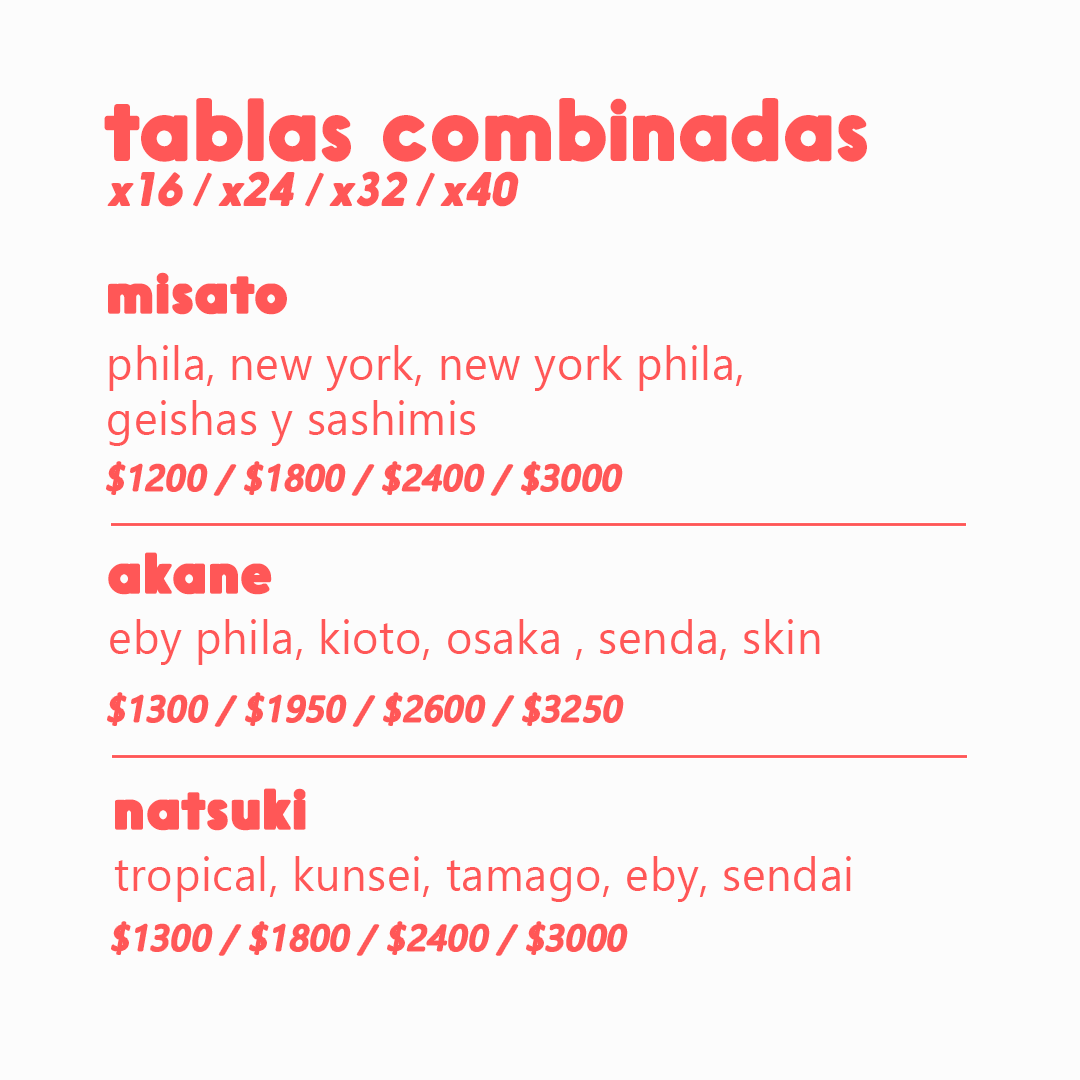 tablas combinadas
x16 / x24 / x32 / x40
misato
phila, new york, new york phila,
geishas y sashimis
$1200 / $1800 / $2400 / $3000
akane
eby phila, kioto, osaka , senda, skin
$1300 / $1950 / $2600 / $3250
natsuki
tropical, kunsei, tamago, eby, sendai
$1300 / $1800 / $2400 / $3000